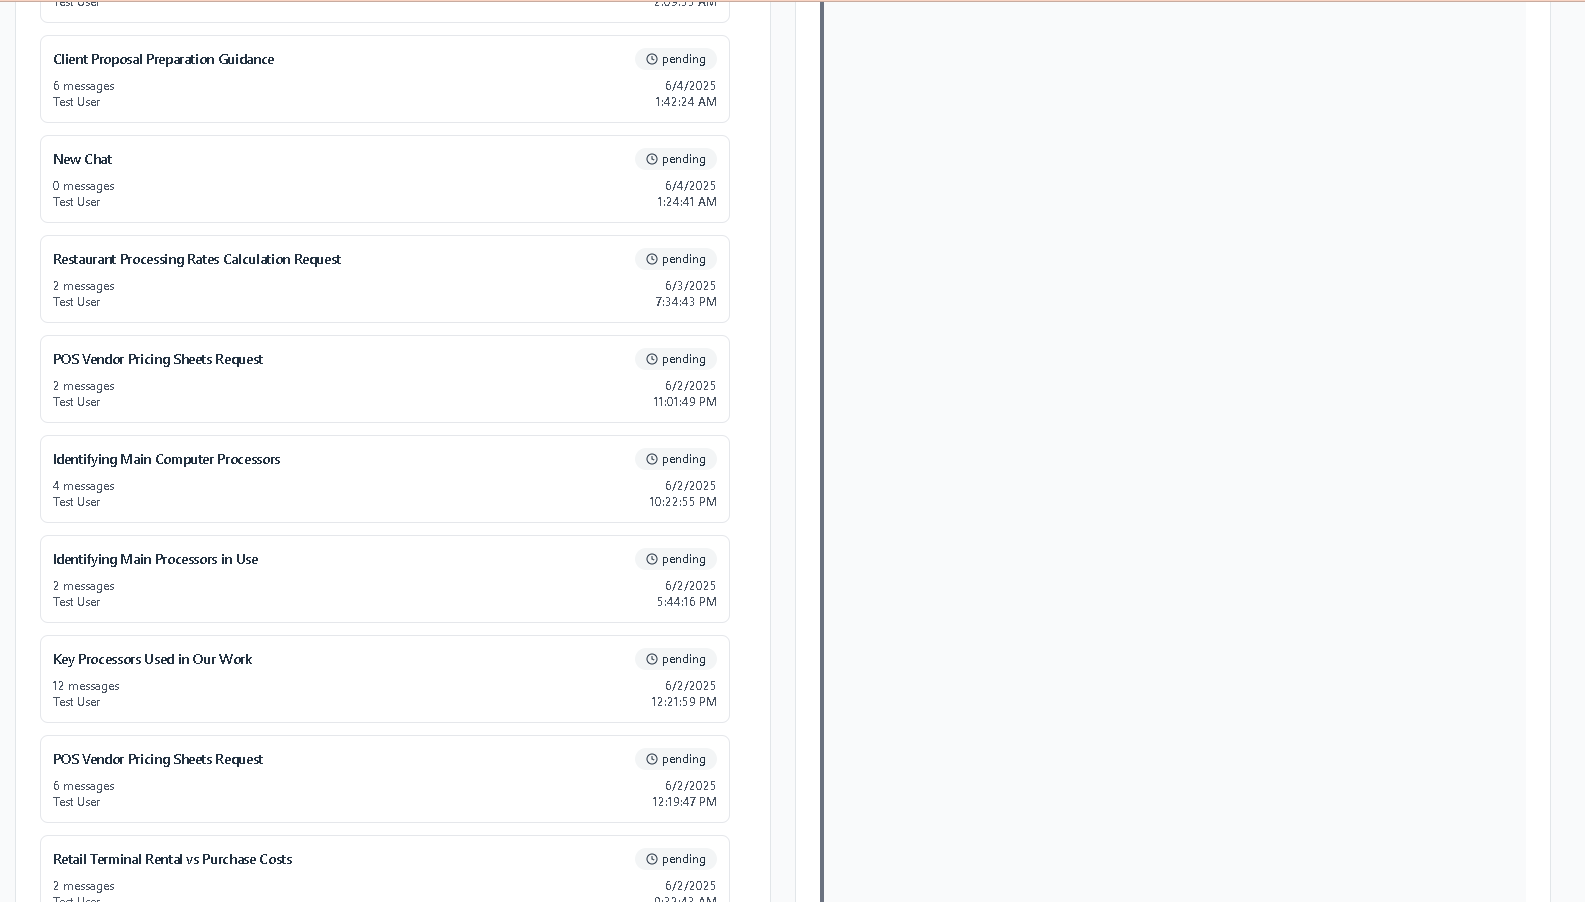 Test User
Client Proposal Preparation Guidance
pending
6 messages
6/4/2025
Test User
1:42:24 AM
New Chat
pending
0 messages
6/4/2025
Test User
1:24:41 AM
Restaurant Processing Rates Calculation Request
pending
2 messages
6/3/2025
Test User
7:34:43 PM
POS Vendor Pricing Sheets Request
pending
2 messages
6/2/2025
Test User
11:01:49 PM
Identifying Main Computer Processors
pending
4 messages
6/2/2025
Test User
10:22:55 PM
Identifying Main Processors in Use
pending
2 messages
6/2/2025
Test User
5:44:16 PM
Key Processors Used in Our Work
pending
12 messages
6/2/2025
Test User
12:21:59 PM
POS Vendor Pricing Sheets Request
pending
6 messages
6/2/2025
Test User
12:19:47 PM
Retail Terminal Rental vs Purchase Costs
pending
2 messages
6/2/2025
Test User